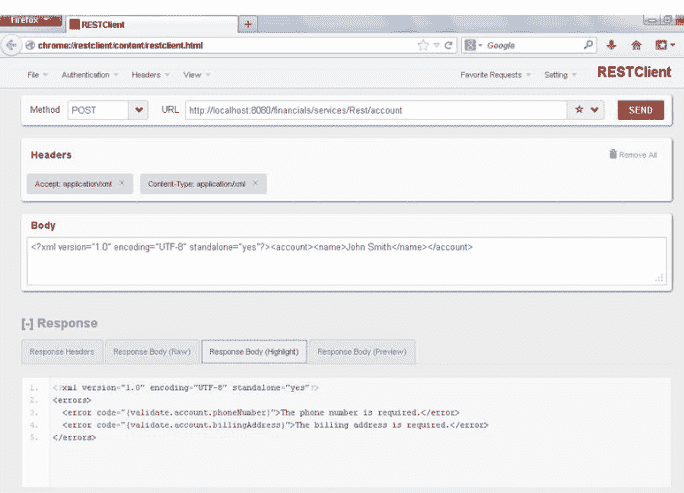 Firefox
RESTClient
+
chrome://restclient/content/restclient.html
Google
File Authentication Headers View Favorite Requests Setting RESTClient
Method POST URL http://localhost:8080/financials/services/Rest/account SEND
Headers Remove All
Accept: application/xml × Content-Type: application/xml ×
Body
<?xml version="1.0" encoding="UTF-8" standalone="yes"?><account><name>John Smith</name></account>
[-] Response
Response Headers Response Body (Raw) Response Body (Highlight) Response Body (Preview)
1. <?xml version="1.0" encoding="UTF-8" standalone="yes"?>
2. <errors>
3. <error code="{validate.account.phoneNumber}">The phone number is required.</error>
4. <error code="{validate.account.billingAddress}">The billing address is required.</error>
5. </errors>